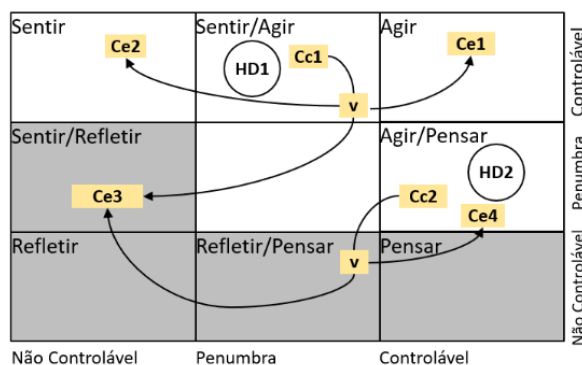 Sentir
Sentir/Agir
Agir
Controlável
Ce2
HD1
Cc1
Ce1
v
Sentir/Refletir
Agir/Pensar
Penumbra
Ce3
Cc2
HD2
Ce4
Refletir
Refletir/Pensar
Pensar
Não Controlável
v
Não Controlável
Penumbra
Controlável